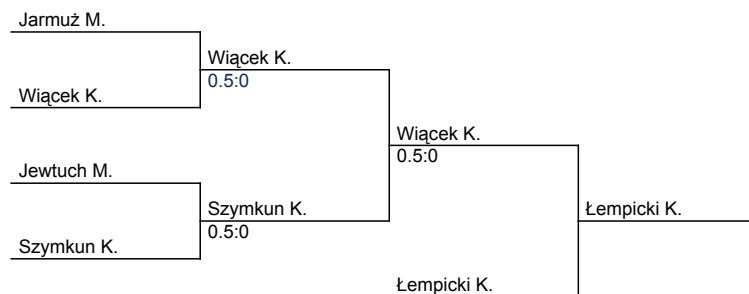 Jarmuż M.
Wiącek K.
0.5:0
Wiącek K.
Wiącek K.
0.5:0
Jewtuch M.
Szymkun K.
Łempicki K.
0.5:0
Szymkun K.
Łempicki K.